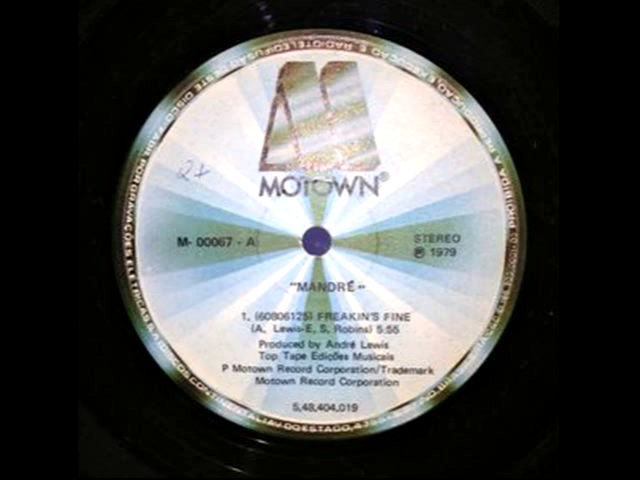 MOTOWN®
2+
M- 00067 - A
STEREO
℗ 1979
"MANDRÉ"
1. (60806125) FREAKIN'S FINE
(A. Lewis-E. S. Robins) 5:55
Produced by André Lewis
Top Tape Edições Musicais
P Motown Record Corporation/Trademark
Motown Record Corporation
5,48,404,019